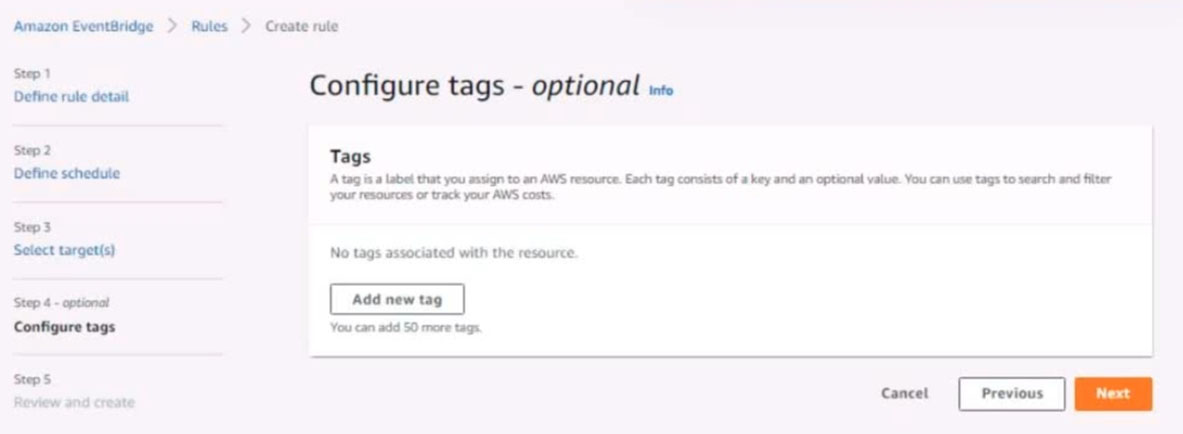 Amazon EventBridge > Rules > Create rule
Step 1
Define rule detail
Step 2
Define schedule
Step 3
Select target(s)
Step 4 - optional
Configure tags
Step 5
Review and create
Configure tags - optional Info
Tags
A tag is a label that you assign to an AWS resource. Each tag consists of a key and an optional value. You can use tags to search and filter
your resources or track your AWS costs.
No tags associated with the resource.
Add new tag
You can add 50 more tags.
Cancel Previous Next